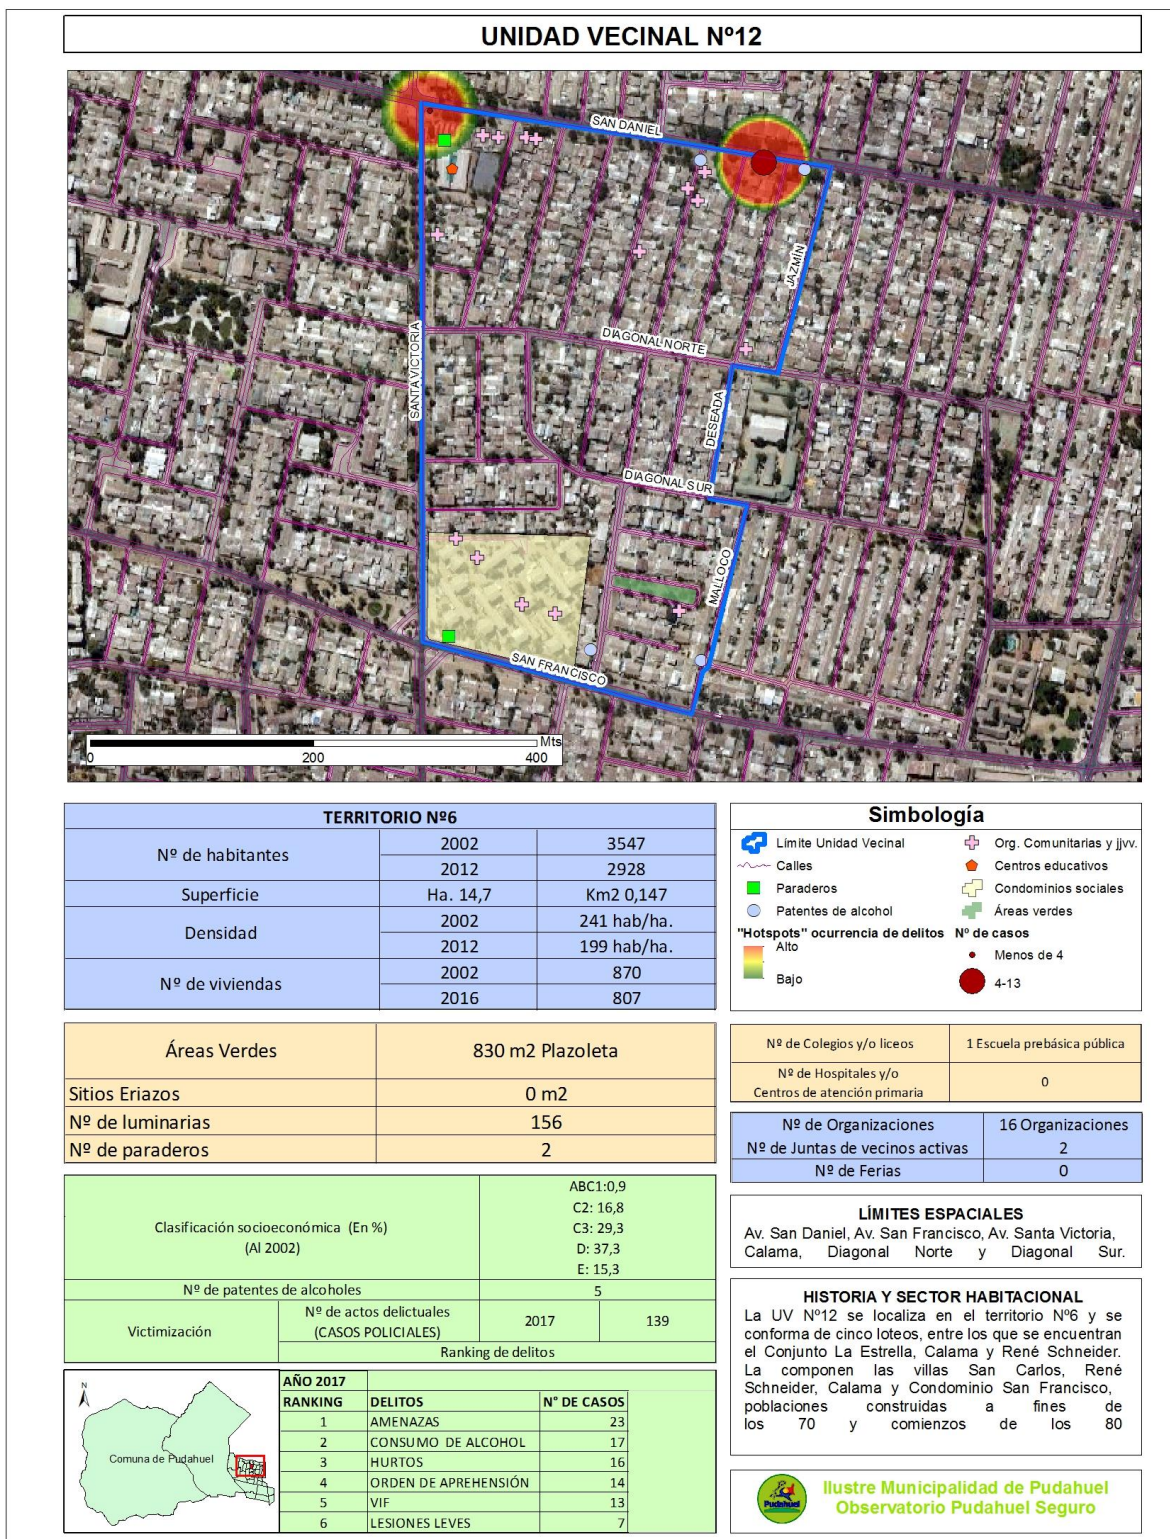 UNIDAD VECINAL Nº12
SAN DANIEL
JAZMÍN
DIAGONAL NORTE
SANTA VICTORIA
DESEADA
DIAGONAL SUR
MALLOCO
SAN FRANCISCO
Mts
0 200 400
TERRITORIO Nº6
Nº de habitantes 2002 3547
2012 2928
Superficie Ha. 14,7 Km2 0,147
Densidad 2002 241 hab/ha.
2012 199 hab/ha.
Nº de viviendas 2002 870
2016 807
Simbología
Límite Unidad Vecinal
Calles
Paraderos
Patentes de alcohol
Org. Comunitarias y jjvv.
Centros educativos
Condominios sociales
Áreas verdes
"Hotspots" ocurrencia de delitos
Alto
Bajo
Nº de casos
Menos de 4
4-13
Áreas Verdes 830 m2 Plazoleta
Sitios Eriazos 0 m2
Nº de luminarias 156
Nº de paraderos 2
Nº de Colegios y/o liceos 1 Escuela prebásica pública
Nº de Hospitales y/o
Centros de atención primaria 0
Nº de Organizaciones 16 Organizaciones
Nº de Juntas de vecinos activas 2
Nº de Ferias 0
Clasificación socioeconómica (En %)
(Al 2002)
ABC1:0,9
C2: 16,8
C3: 29,3
D: 37,3
E: 15,3
Nº de patentes de alcoholes 5
Victimización
Nº de actos delictuales
(CASOS POLICIALES)
2017 139
Ranking de delitos
LÍMITES ESPACIALES
Av. San Daniel, Av. San Francisco, Av. Santa Victoria,
Calama, Diagonal Norte y Diagonal Sur.
HISTORIA Y SECTOR HABITACIONAL
La UV Nº12 se localiza en el territorio Nº6 y se
conforma de cinco loteos, entre los que se encuentran
el Conjunto La Estrella, Calama y René Schneider.
La componen las villas San Carlos, René
Schneider, Calama y Condominio San Francisco,
poblaciones construidas a fines de
los 70 y comienzos de los 80
N
Comuna de Pudahuel
AÑO 2017
RANKING DELITOS N° DE CASOS
1 AMENAZAS 23
2 CONSUMO DE ALCOHOL 17
3 HURTOS 16
4 ORDEN DE APREHENSIÓN 14
5 VIF 13
6 LESIONES LEVES 7
Pudahuel
Ilustre Municipalidad de Pudahuel
Observatorio Pudahuel Seguro